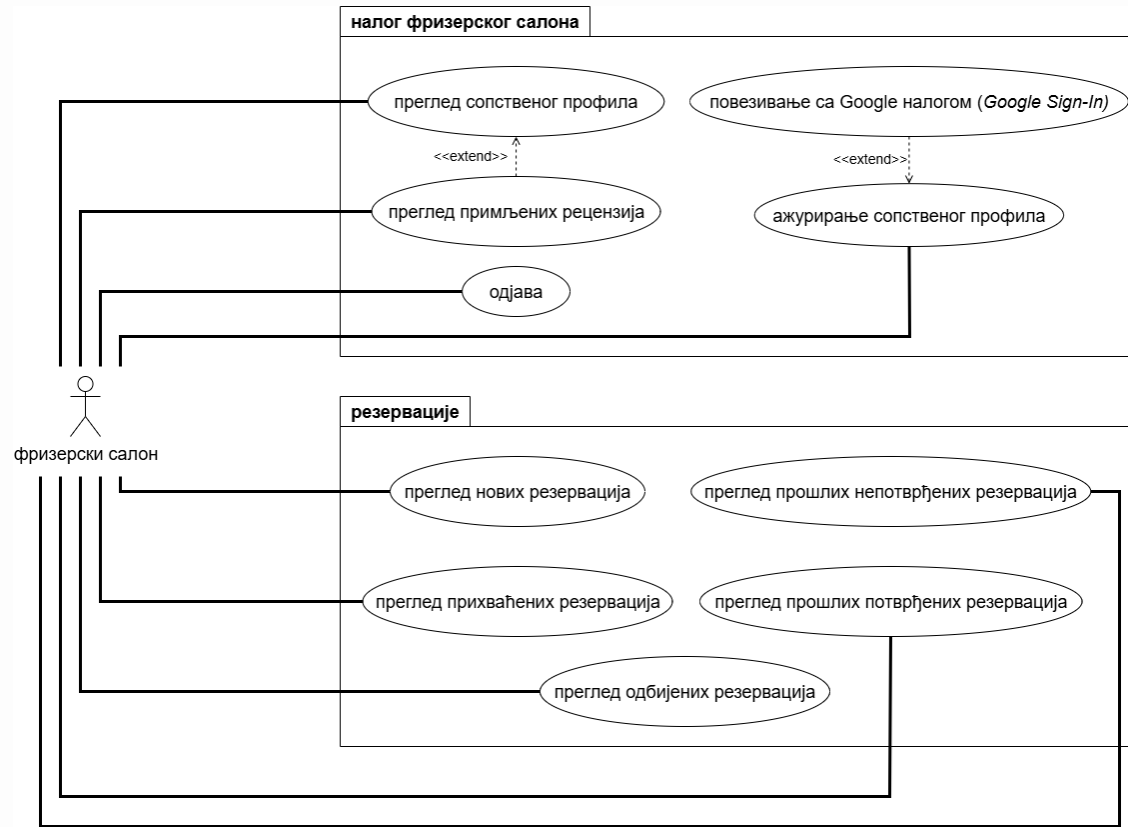 налог фризерског салона
преглед сопственог профила
повезивање са Google налогом (Google Sign-In)
<<extend>>
<<extend>>
преглед примљених рецензија
ажурирање сопственог профила
одјава
фризерски салон
резервације
преглед нових резервација
преглед прошлих непотврђених резервација
преглед прихваћених резервација
преглед прошлих потврђених резервација
преглед одбијених резервација